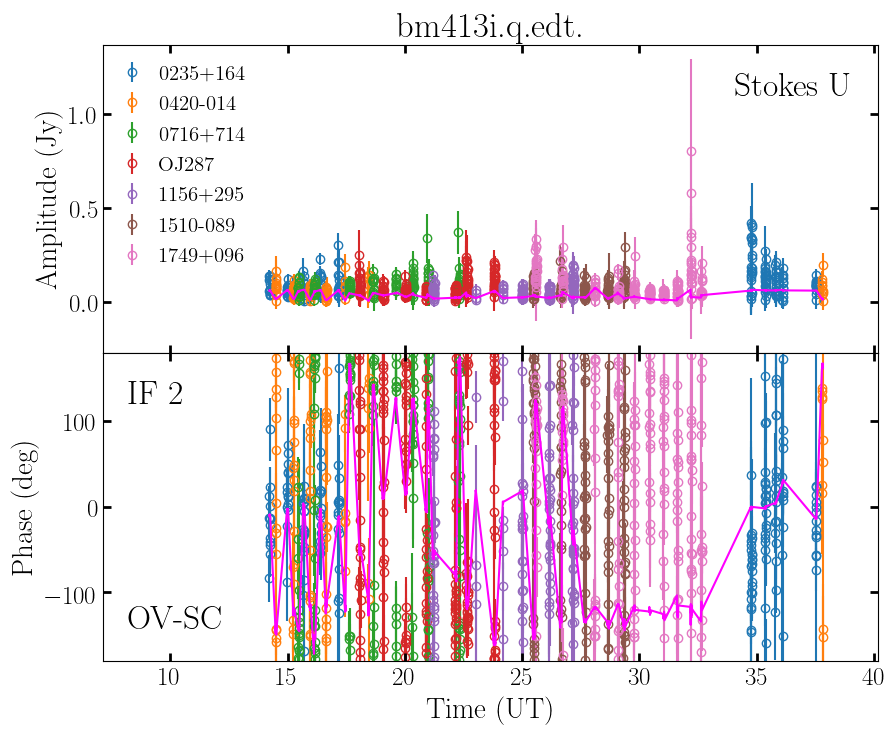 bm413i.q.edt.
Stokes U
0235+164
0420-014
0716+714
OJ287
1156+295
1510-089
1749+096
Amplitude (Jy)
1.0
0.5
0.0
IF 2
OV-SC
Phase (deg)
100
0
−100
10 15 20 25 30 35 40
Time (UT)